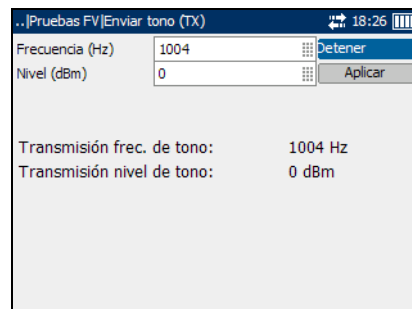 ..|Pruebas FV|Enviar tono (TX) 18:26
Frecuencia (Hz) 1004 Detener
Nivel (dBm) 0 Aplicar
Transmisión frec. de tono: 1004 Hz
Transmisión nivel de tono: 0 dBm